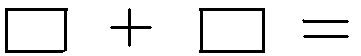 □ + □ =